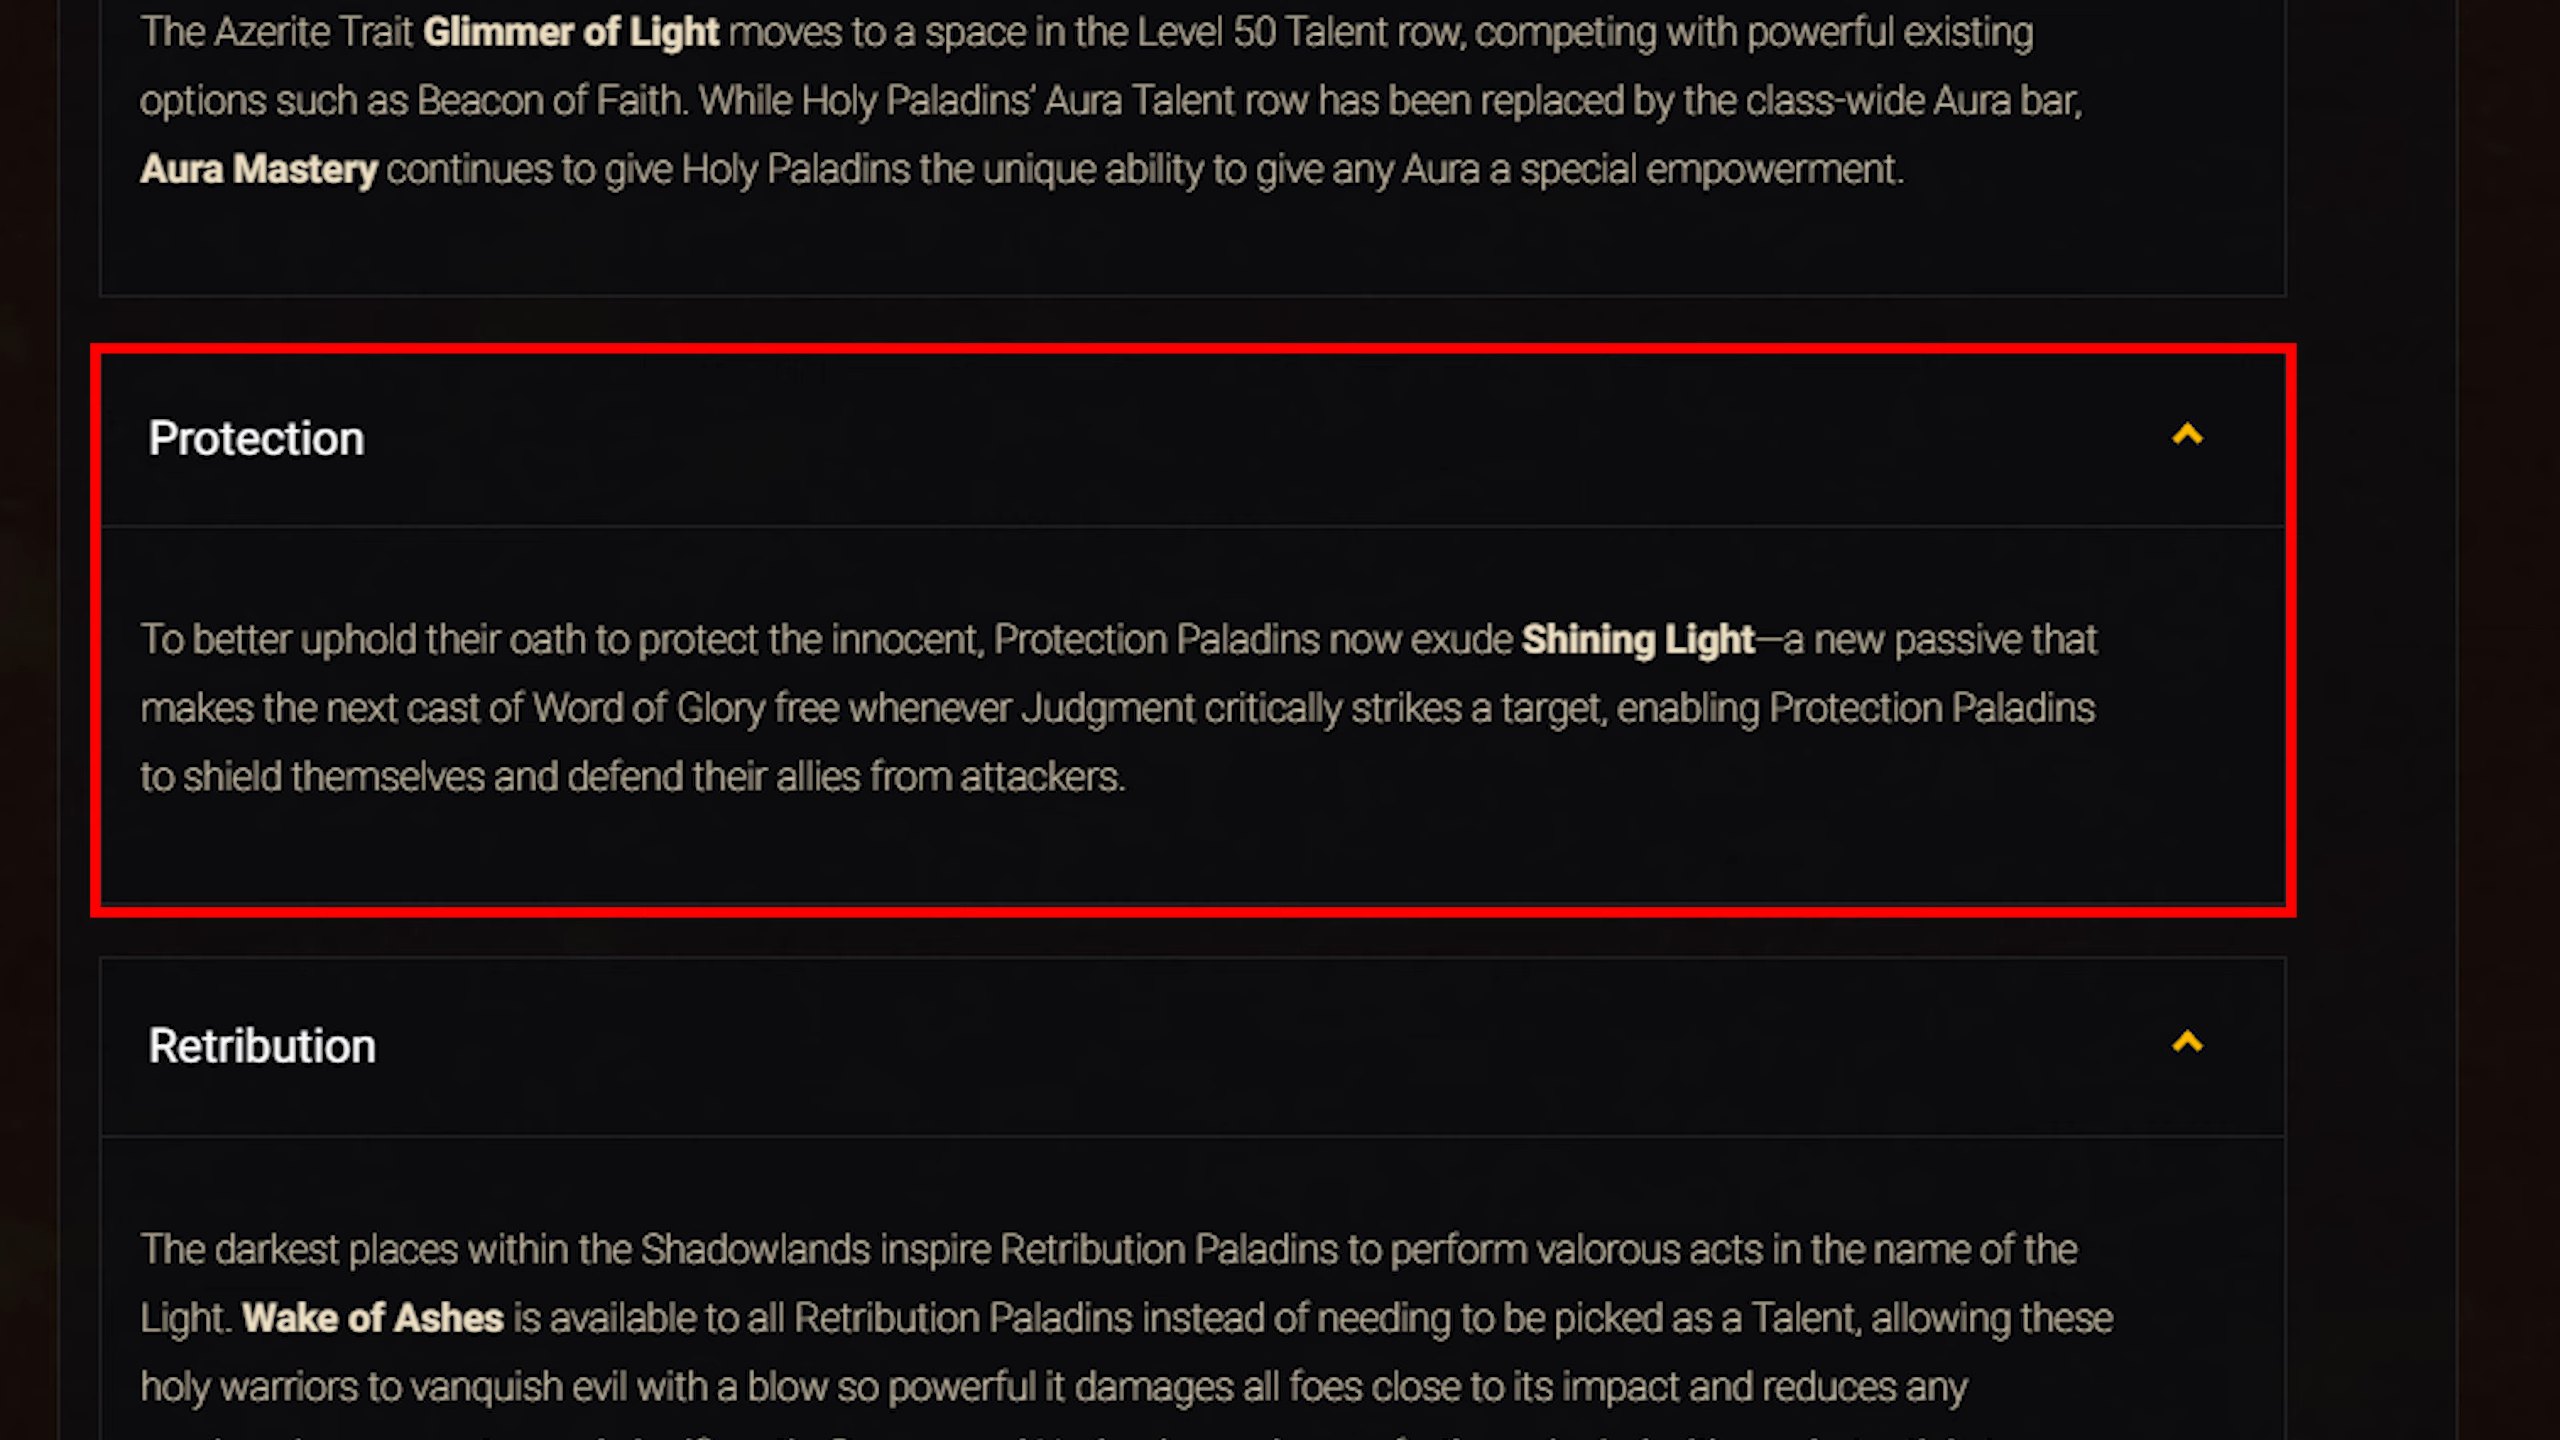 The Azerite Trait Glimmer of Light moves to a space in the Level 50 Talent row, competing with powerful existing
options such as Beacon of Faith. While Holy Paladins’ Aura Talent row has been replaced by the class-wide Aura bar,
Aura Mastery continues to give Holy Paladins the unique ability to give any Aura a special empowerment.
Protection
To better uphold their oath to protect the innocent, Protection Paladins now exude Shining Light—a new passive that
makes the next cast of Word of Glory free whenever Judgment critically strikes a target, enabling Protection Paladins
to shield themselves and defend their allies from attackers.
Retribution
The darkest places within the Shadowlands inspire Retribution Paladins to perform valorous acts in the name of the
Light. Wake of Ashes is available to all Retribution Paladins instead of needing to be picked as a Talent, allowing these
holy warriors to vanquish evil with a blow so powerful it damages all foes close to its impact and reduces any